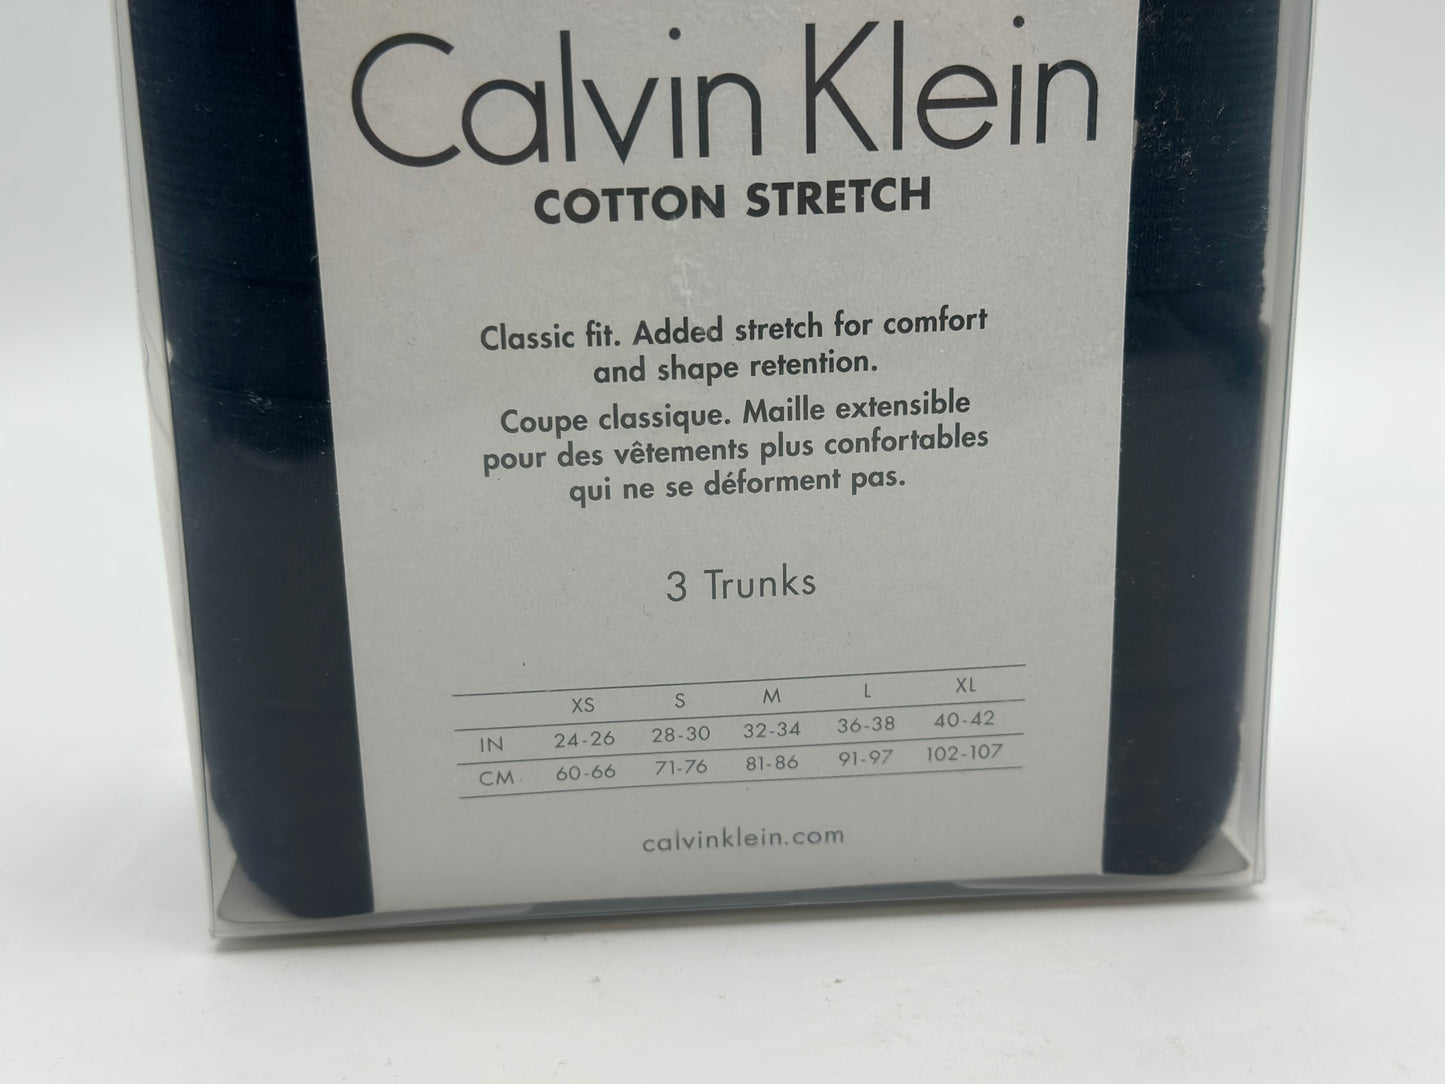 Calvin Klein
COTTON STRETCH
Classic fit. Added stretch for comfort
and shape retention.
Coupe classique. Maille extensible
pour des vêtements plus confortables
qui ne se déforment pas.
3 Trunks
XS S M L XL
IN 24-26 28-30 32-34 36-38 40-42
CM 60-66 71-76 81-86 91-97 102-107
calvinklein.com